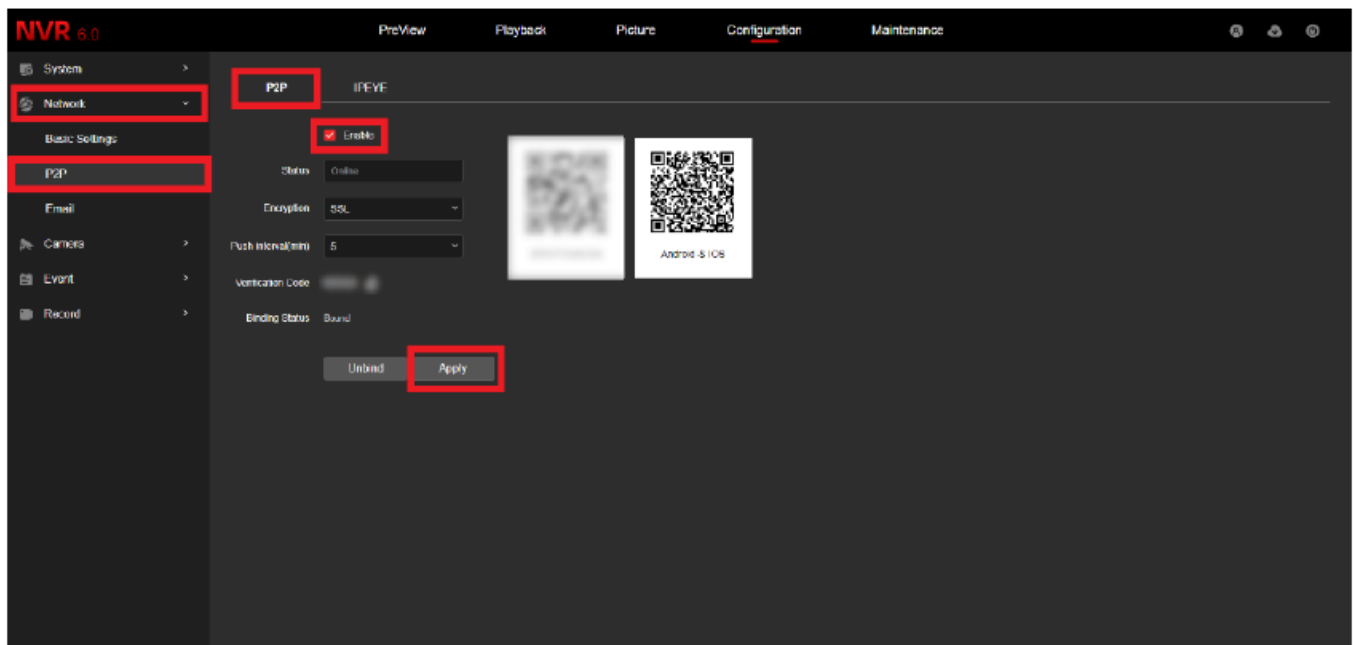 NVR 6.0
PreView Playback Picture Configuration Maintenance
System
Network
Basic Settings
P2P
Email
Camera
Event
Record
P2P IPEYE
Enable
Status Online
Encryption SSL
Push interval(min) 5
Verification Code
Binding Status Bound
Unbind Apply
Android & IOS